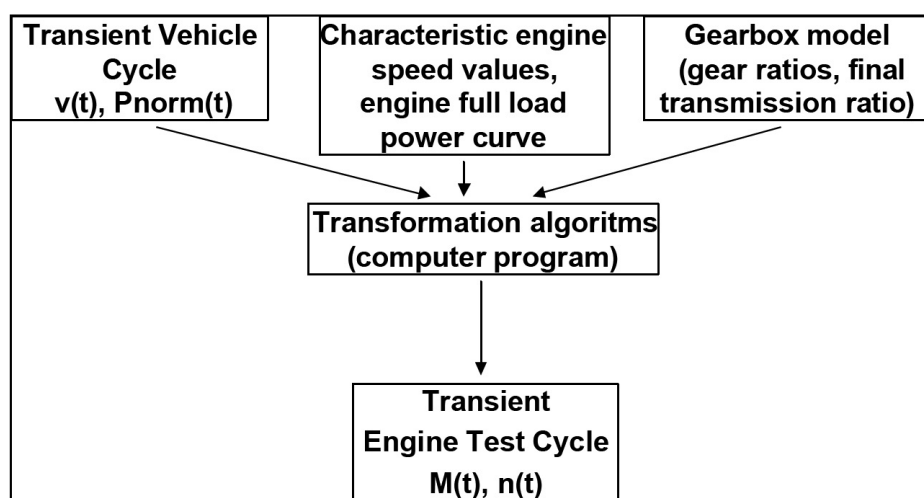 Transient Vehicle
Cycle
v(t), Pnorm(t)
Characteristic engine
speed values,
engine full load
power curve
Gearbox model
(gear ratios, final
transmission ratio)
Transformation algoritms
(computer program)
Transient
Engine Test Cycle
M(t), n(t)